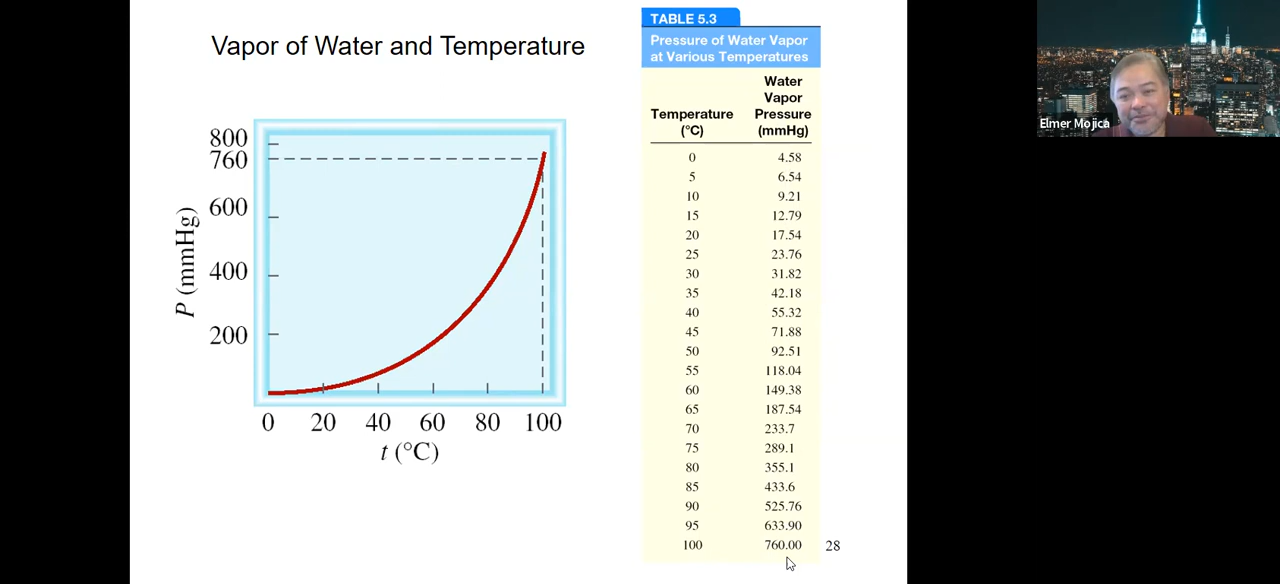 Vapor of Water and Temperature
800
760
600
400
200
P (mmHg)
0 20 40 60 80 100
t (°C)
TABLE 5.3
Pressure of Water Vapor
at Various Temperatures
Water
Vapor
Temperature Pressure
(°C) (mmHg)
0 4.58
5 6.54
10 9.21
15 12.79
20 17.54
25 23.76
30 31.82
35 42.18
40 55.32
45 71.88
50 92.51
55 118.04
60 149.38
65 187.54
70 233.7
75 289.1
80 355.1
85 433.6
90 525.76
95 633.90
100 760.00
28
Elmer Mojica